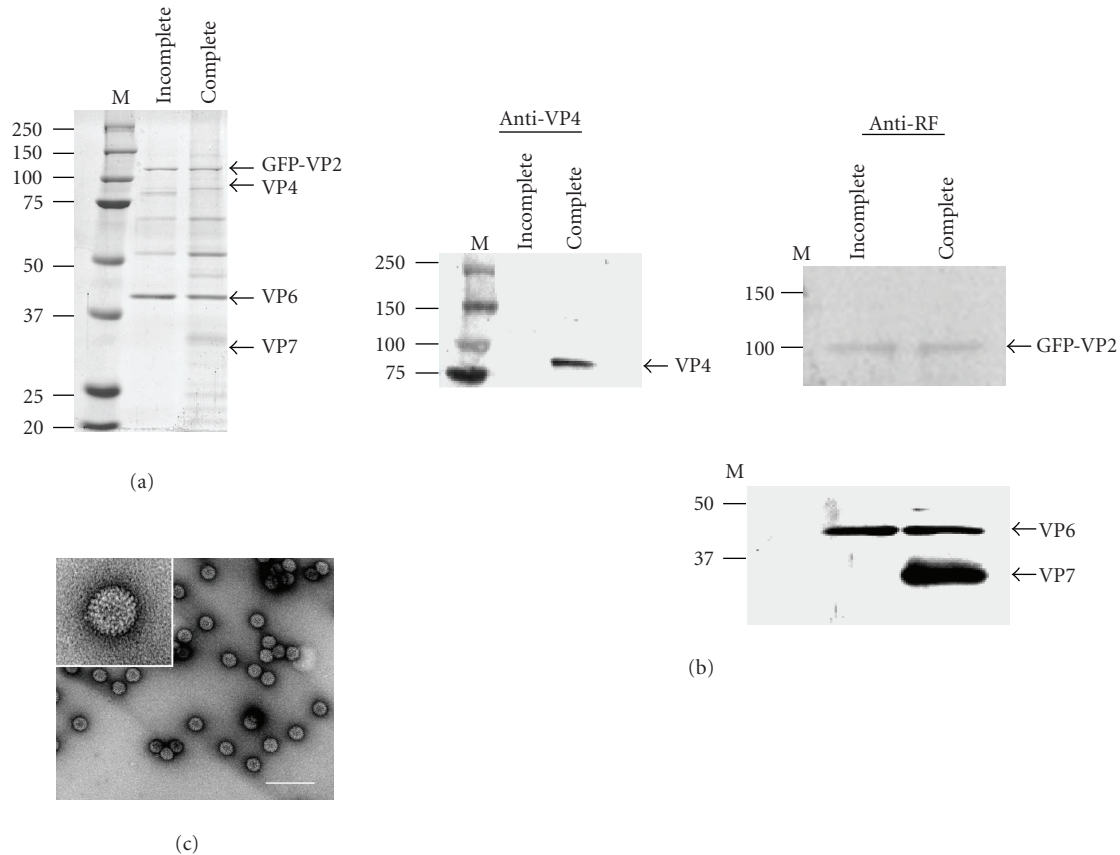 M
Incomplete
Complete
250
150
100
75
50
37
25
20
GFP-VP2
VP4
VP6
VP7
(a)
Anti-VP4
M
Incomplete
Complete
250
150
100
75
VP4
Anti-RF
M
Incomplete
Complete
150
100
GFP-VP2
M
50
37
VP6
VP7
(b)
(c)